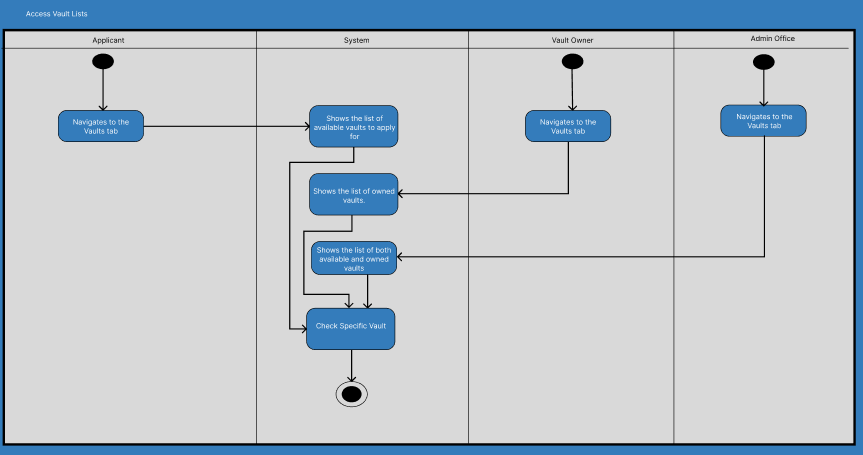 Access Vault Lists
Applicant
System
Vault Owner
Admin Office
Navigates to the
Vaults tab
Shows the list of
available vaults to apply
for
Navigates to the
Vaults tab
Navigates to the
Vaults tab
Shows the list of owned
vaults.
Shows the list of both
available and owned
vaults
Check Specific Vault